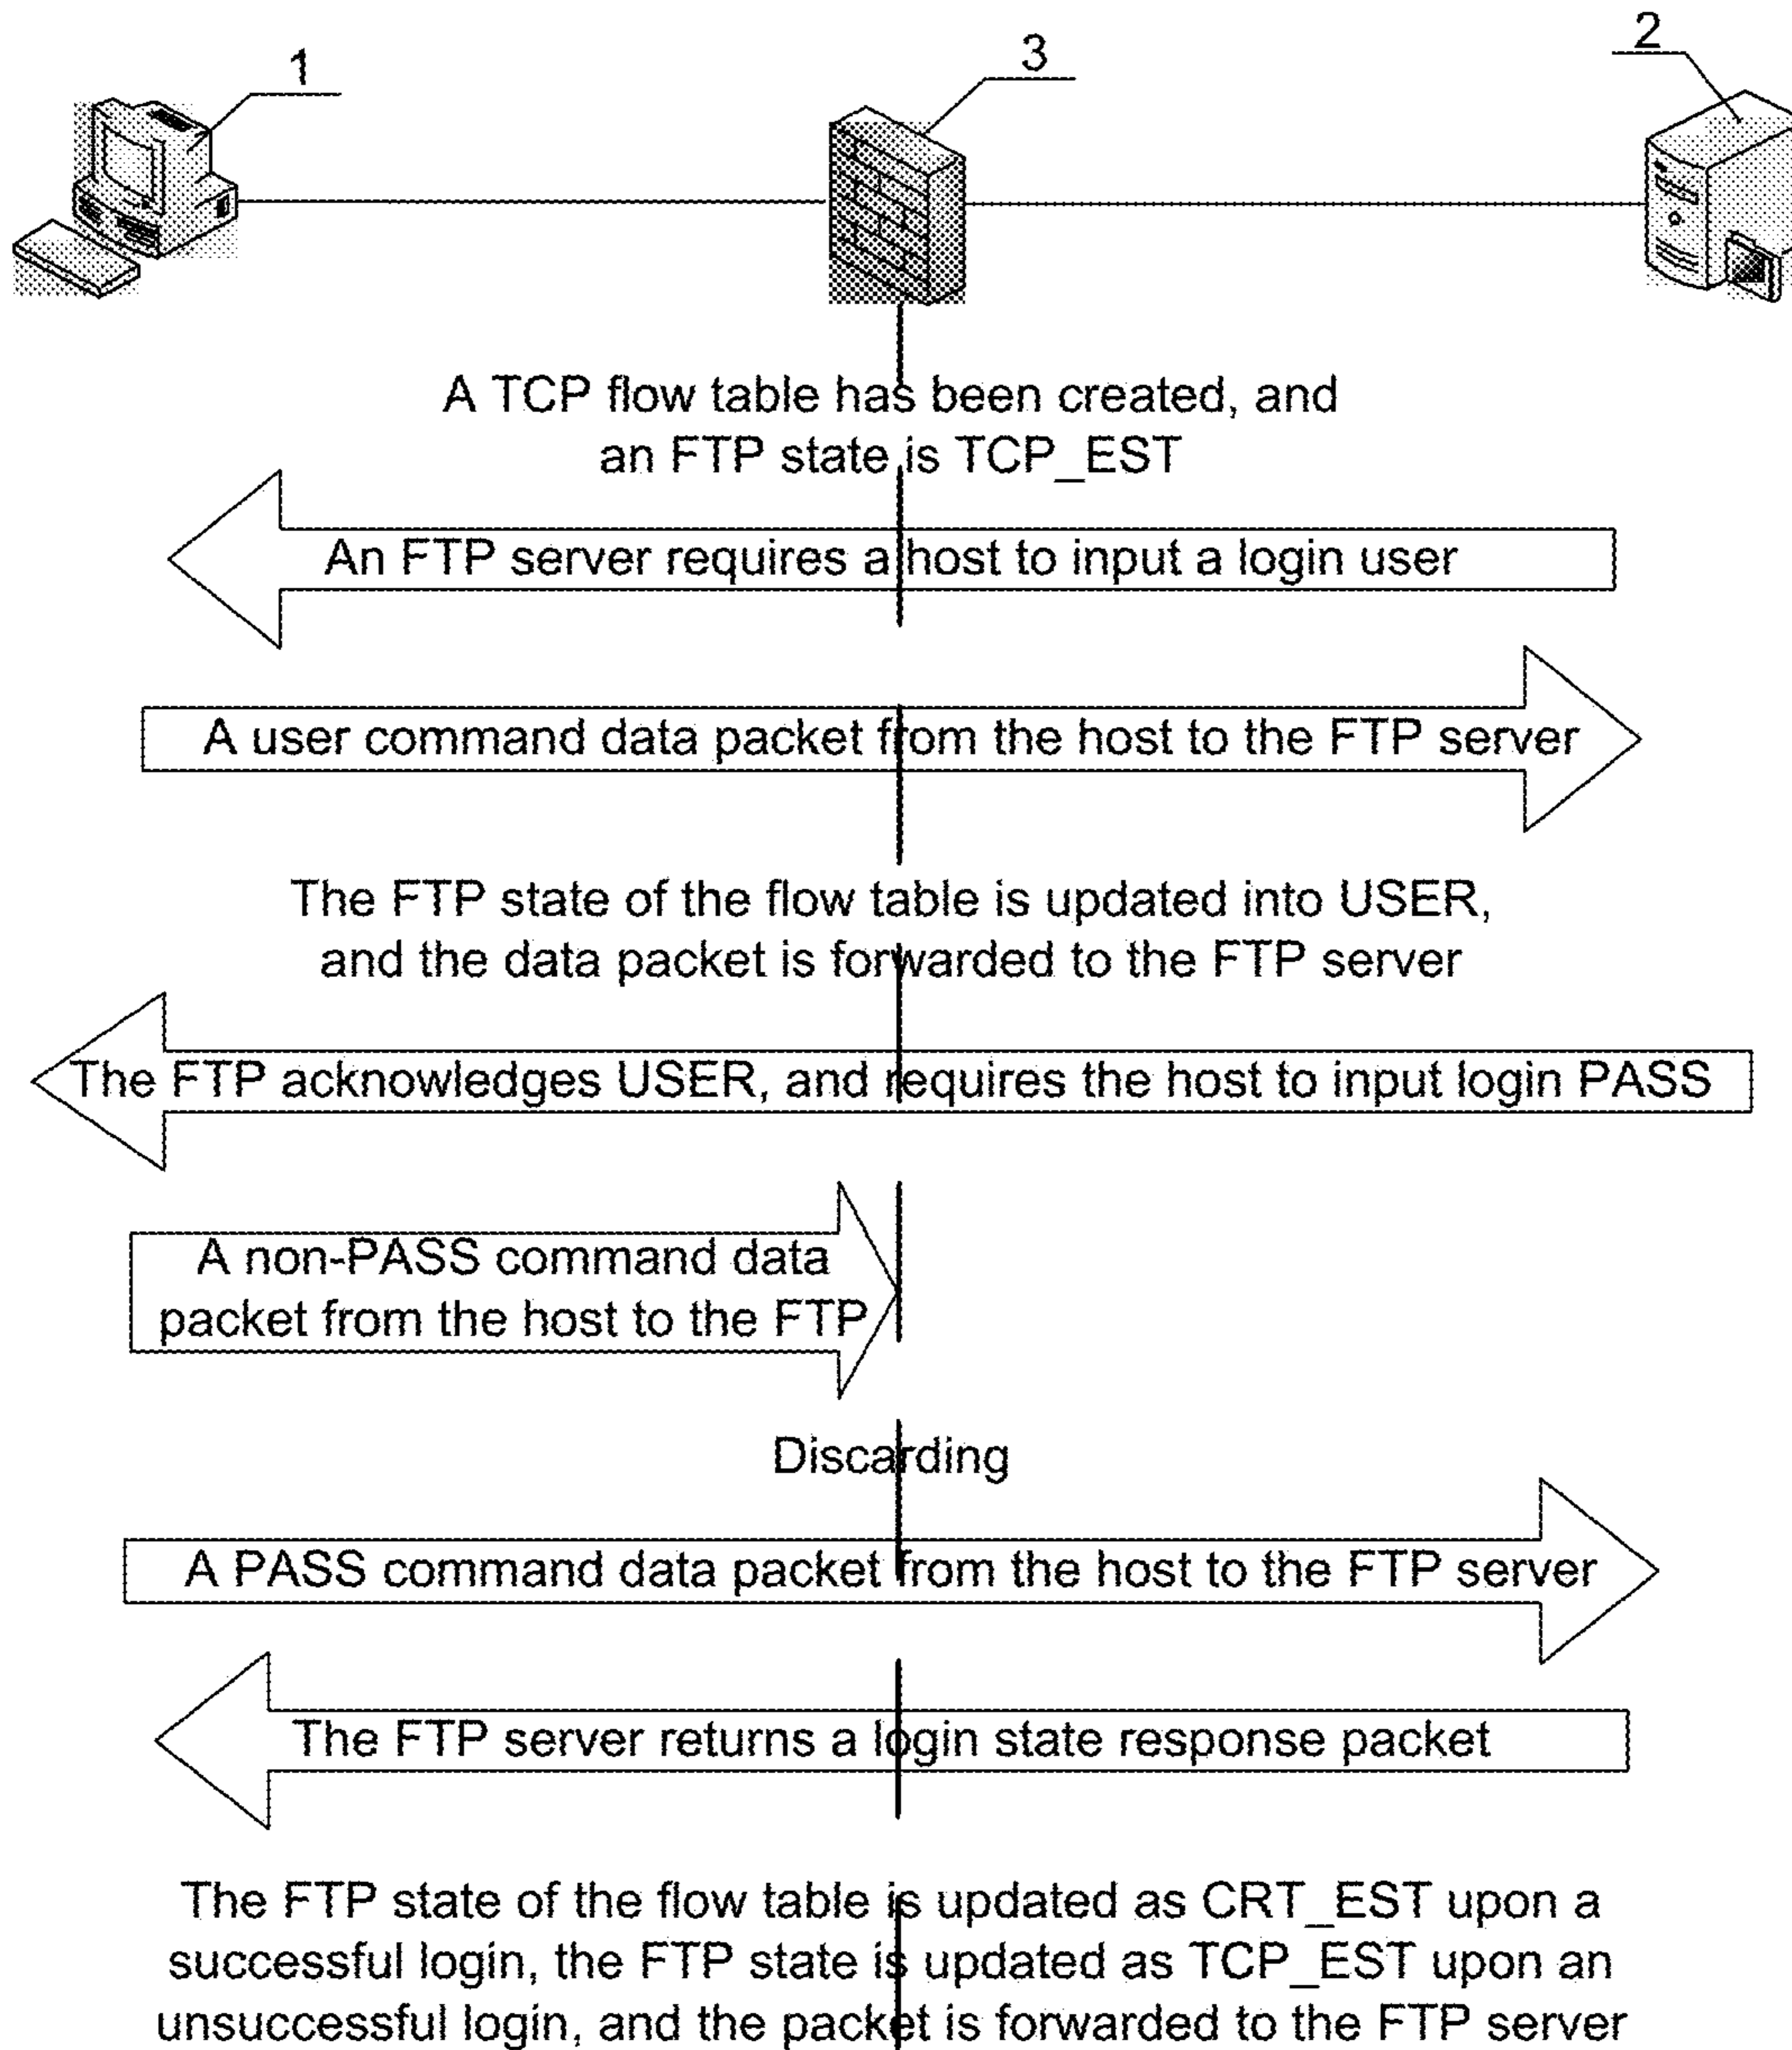 1
3
2
A TCP flow table has been created, and
an FTP state is TCP_EST
An FTP server requires a host to input a login user
A user command data packet from the host to the FTP server
The FTP state of the flow table is updated into USER,
and the data packet is forwarded to the FTP server
The FTP acknowledges USER, and requires the host to input login PASS
A non-PASS command data
packet from the host to the FTP
Discarding
A PASS command data packet from the host to the FTP server
The FTP server returns a login state response packet
The FTP state of the flow table is updated as CRT_EST upon a
successful login, the FTP state is updated as TCP_EST upon an
unsuccessful login, and the packet is forwarded to the FTP server